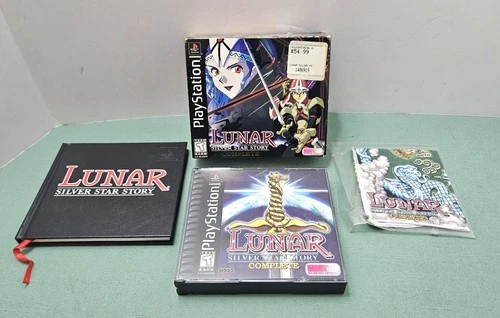 PlayStation
$54.99
LUNAR
SILVER STAR STORY
COMPLETE
LUNAR
SILVER STAR STORY
PlayStation
LUNAR
SILVER STAR STORY
COMPLETE
LUNAR